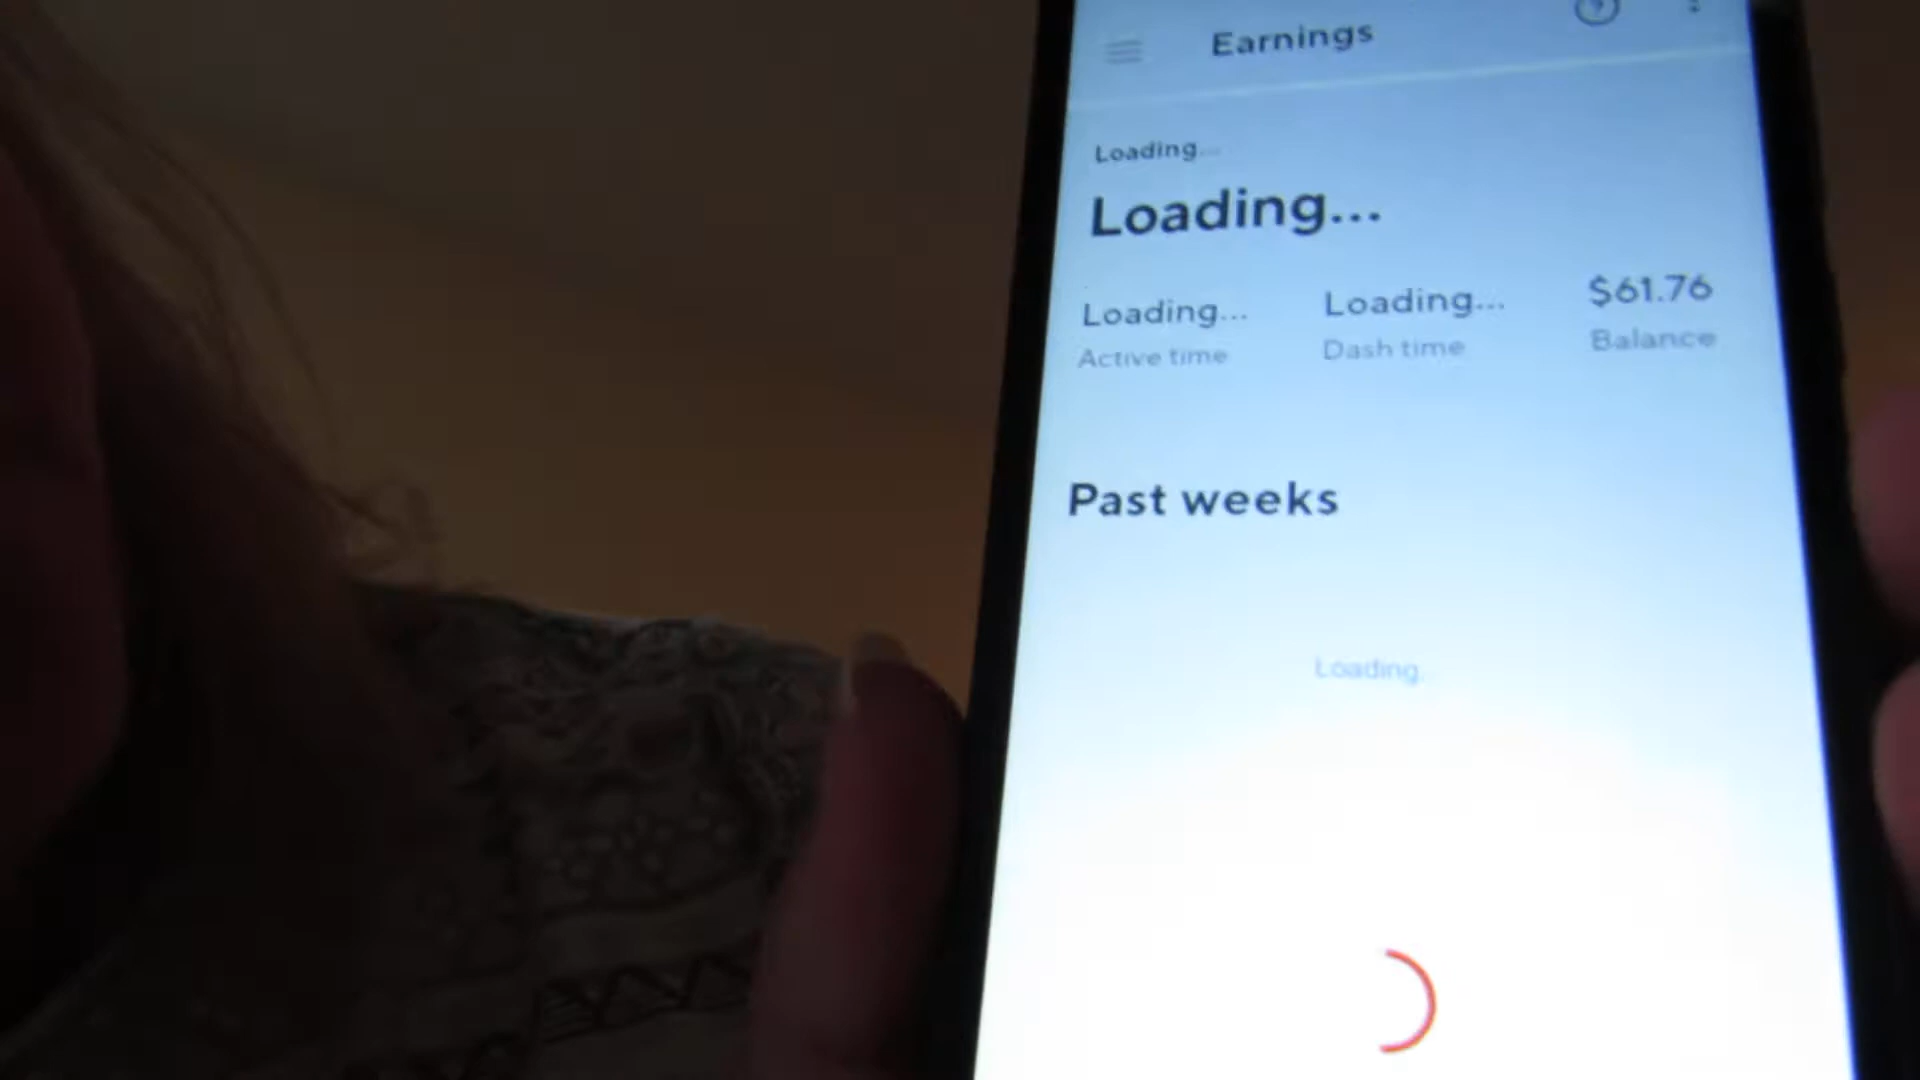 Earnings
Loading...
Loading...
Loading... Loading... $61.76
Active time Dash time Balance
Past weeks
Loading.